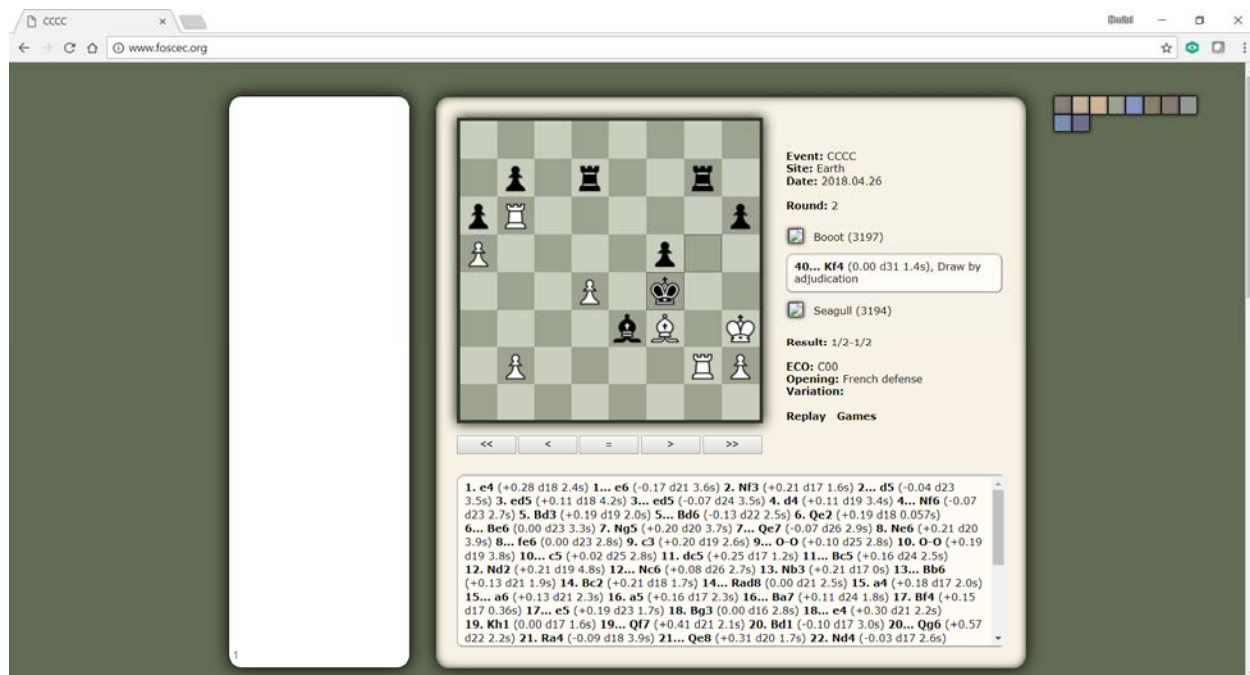 CCCC
www.foscec.org
1
Event: CCCC
Site: Earth
Date: 2018.04.26
Round: 2
Booot (3197)
40... Kf4 (0.00 d31 1.4s), Draw by
adjudication
Seagull (3194)
Result: 1/2-1/2
ECO: C00
Opening: French defense
Variation:
Replay Games
<< < = > >>
1. e4 (+0.28 d18 2.4s) 1... e6 (-0.17 d21 3.6s) 2. Nf3 (+0.21 d17 1.6s) 2... d5 (-0.04 d23
3.5s) 3. ed5 (+0.11 d18 4.2s) 3... ed5 (-0.07 d24 3.5s) 4. d4 (+0.11 d19 3.4s) 4... Nf6 (-0.07
d23 2.7s) 5. Bd3 (+0.19 d19 2.0s) 5... Bd6 (-0.13 d22 2.5s) 6. Qe2 (+0.19 d18 0.057s)
6... Be6 (0.00 d23 3.3s) 7. Ng5 (+0.20 d20 3.7s) 7... Qe7 (-0.07 d26 2.9s) 8. Ne6 (+0.21 d20
3.9s) 8... fe6 (0.00 d23 2.8s) 9. c3 (+0.20 d19 2.6s) 9... O-O (+0.10 d25 2.8s) 10. O-O (+0.19
d19 3.8s) 10... c5 (+0.02 d25 2.8s) 11. dc5 (+0.25 d17 1.2s) 11... Bc5 (+0.16 d24 2.5s)
12. Nd2 (+0.21 d19 4.8s) 12... Nc6 (+0.08 d26 2.7s) 13. Nb3 (+0.21 d17 0s) 13... Bb6
(+0.13 d21 1.9s) 14. Bc2 (+0.21 d18 1.7s) 14... Rad8 (0.00 d21 2.5s) 15. a4 (+0.18 d17 2.0s)
15... a6 (+0.13 d21 2.3s) 16. a5 (+0.16 d17 2.3s) 16... Ba7 (+0.11 d24 1.8s) 17. Bf4 (+0.15
d17 0.36s) 17... e5 (+0.19 d23 1.7s) 18. Bg3 (0.00 d16 2.8s) 18... e4 (+0.30 d21 2.2s)
19. Kh1 (0.00 d17 1.6s) 19... Qf7 (+0.41 d21 2.1s) 20. Bd1 (-0.10 d17 3.0s) 20... Qg6 (+0.57
d22 2.2s) 21. Ra4 (-0.09 d18 3.9s) 21... Qe8 (+0.31 d20 1.7s) 22. Nd4 (-0.03 d17 2.6s)